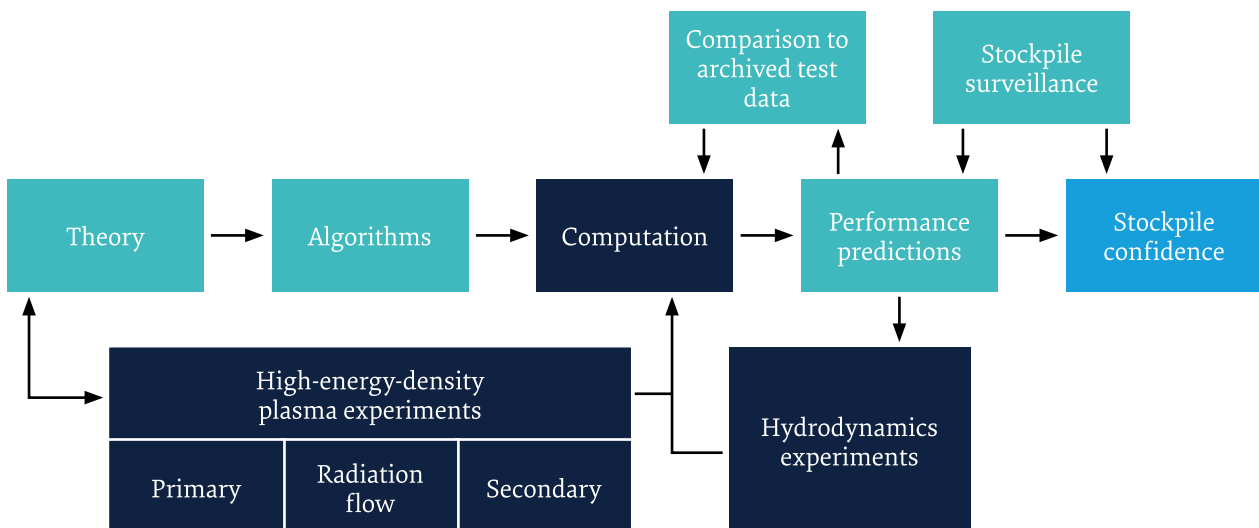 Comparison to
archived test
data
Stockpile
surveillance
Theory
Algorithms
Computation
Performance
predictions
Stockpile
confidence
High-energy-density
plasma experiments
Primary
Radiation
flow
Secondary
Hydrodynamics
experiments